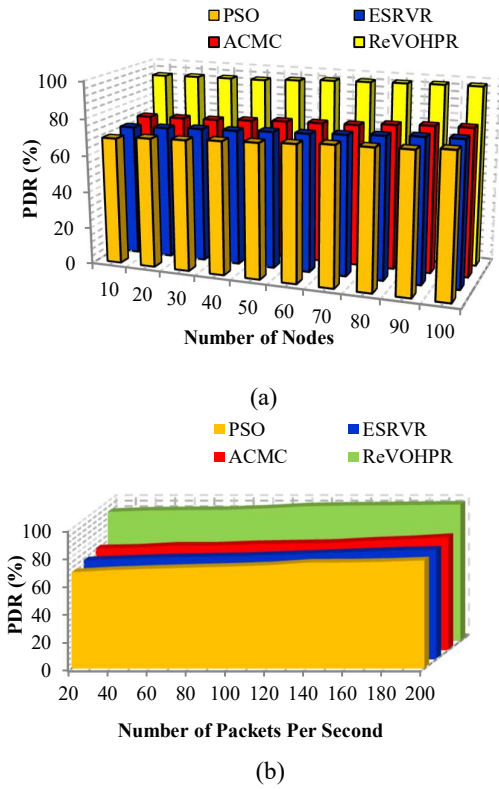 PSO ESRVR
ACMC ReVOHPR
100
80
60
40
20
0
PDR (%)
10 20 30 40 50 60 70 80 90 100
Number of Nodes
(a)
PSO ESRVR
ACMC ReVOHPR
100
80
60
40
20
0
PDR (%)
20 40 60 80 100 120 140 160 180 200
Number of Packets Per Second
(b)